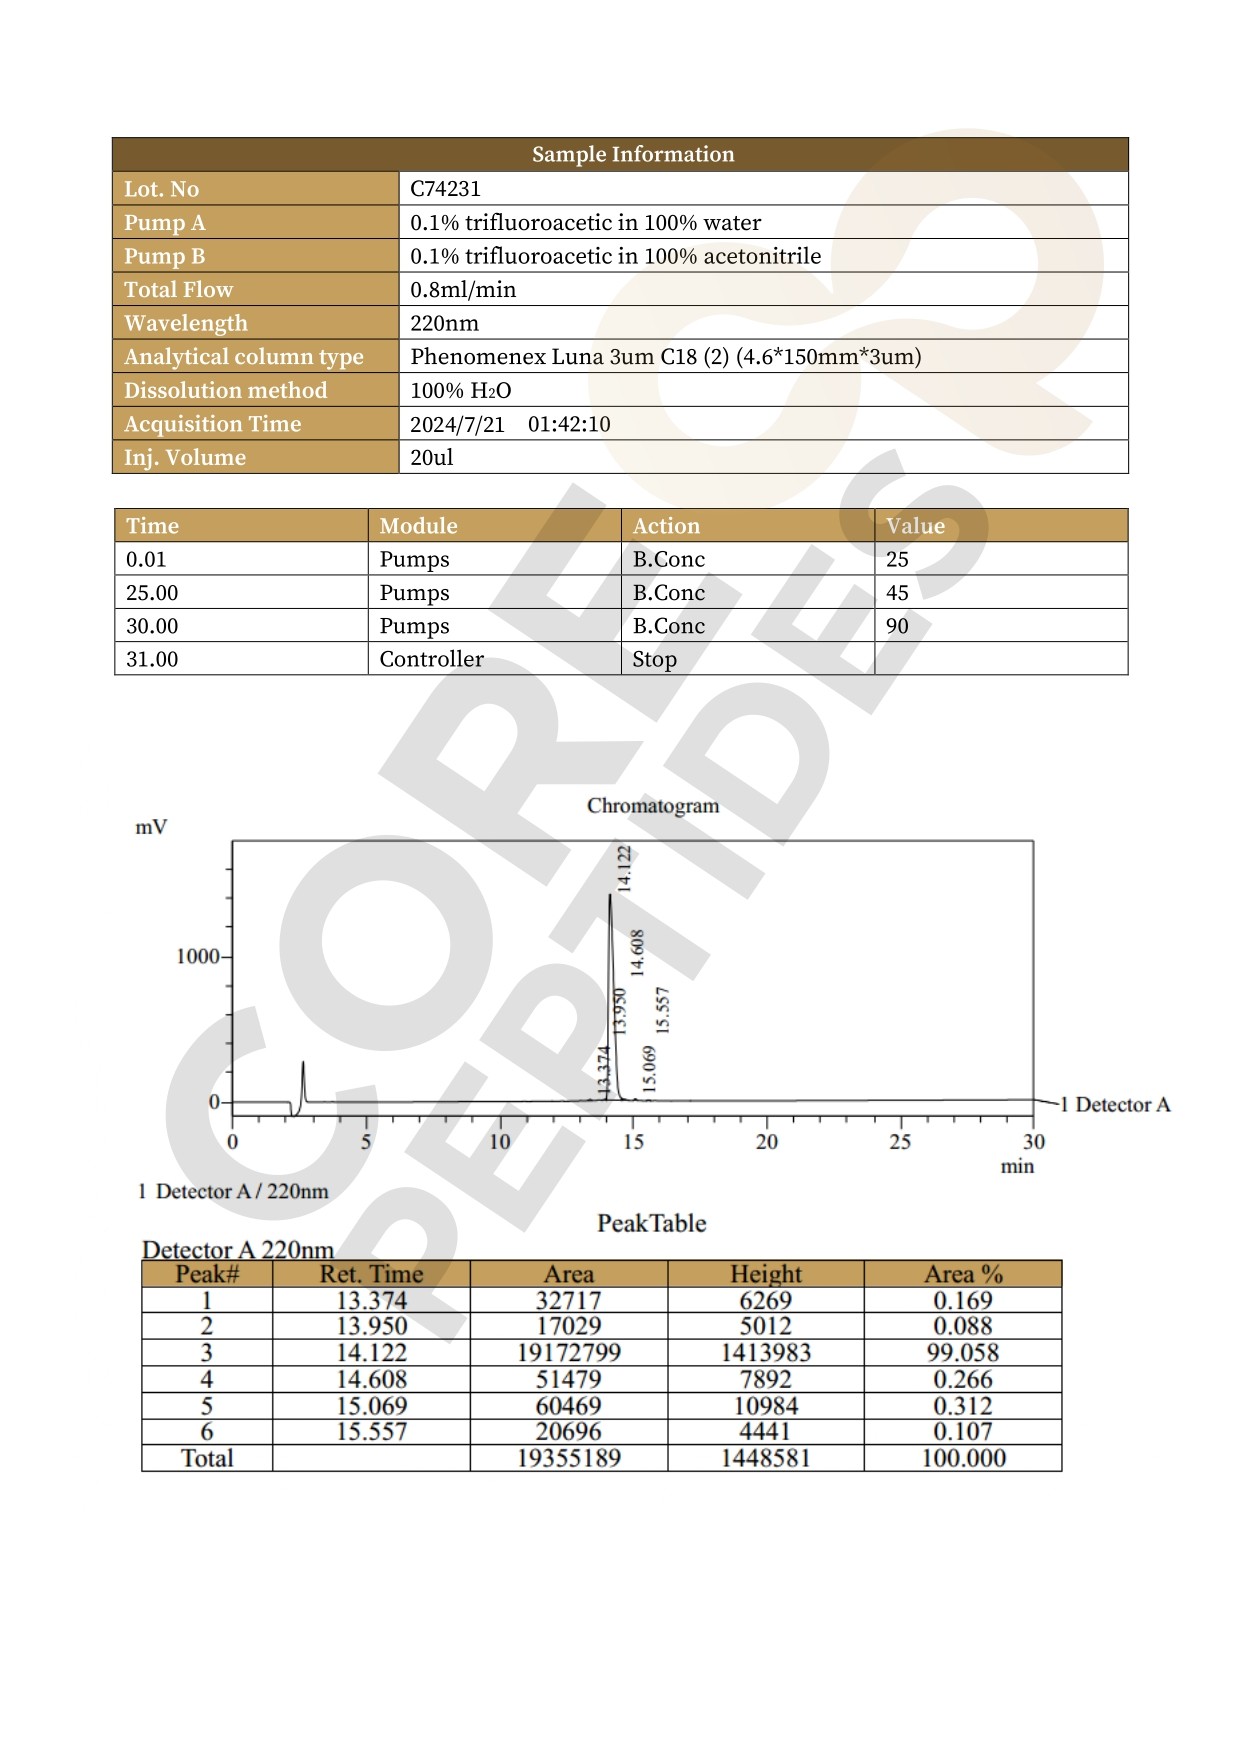 Sample Information
Lot. No C74231
Pump A 0.1% trifluoroacetic in 100% water
Pump B 0.1% trifluoroacetic in 100% acetonitrile
Total Flow 0.8ml/min
Wavelength 220nm
Analytical column type Phenomenex Luna 3um C18 (2) (4.6*150mm*3um)
Dissolution method 100% H₂O
Acquisition Time 2024/7/21 01:42:10
Inj. Volume 20ul
Time Module Action Value
0.01 Pumps B.Conc 25
25.00 Pumps B.Conc 45
30.00 Pumps B.Conc 90
31.00 Controller Stop
CORE
PEPTIDES
Chromatogram
mV
14.122
14.608
13.950
15.557
13.374
15.069
1000
0
1 Detector A
0 5 10 15 20 25 30
min
1 Detector A / 220nm
PeakTable
Detector A 220nm
Peak# Ret. Time Area Height Area %
1 13.374 32717 6269 0.169
2 13.950 17029 5012 0.088
3 14.122 19172799 1413983 99.058
4 14.608 51479 7892 0.266
5 15.069 60469 10984 0.312
6 15.557 20696 4441 0.107
Total 19355189 1448581 100.000